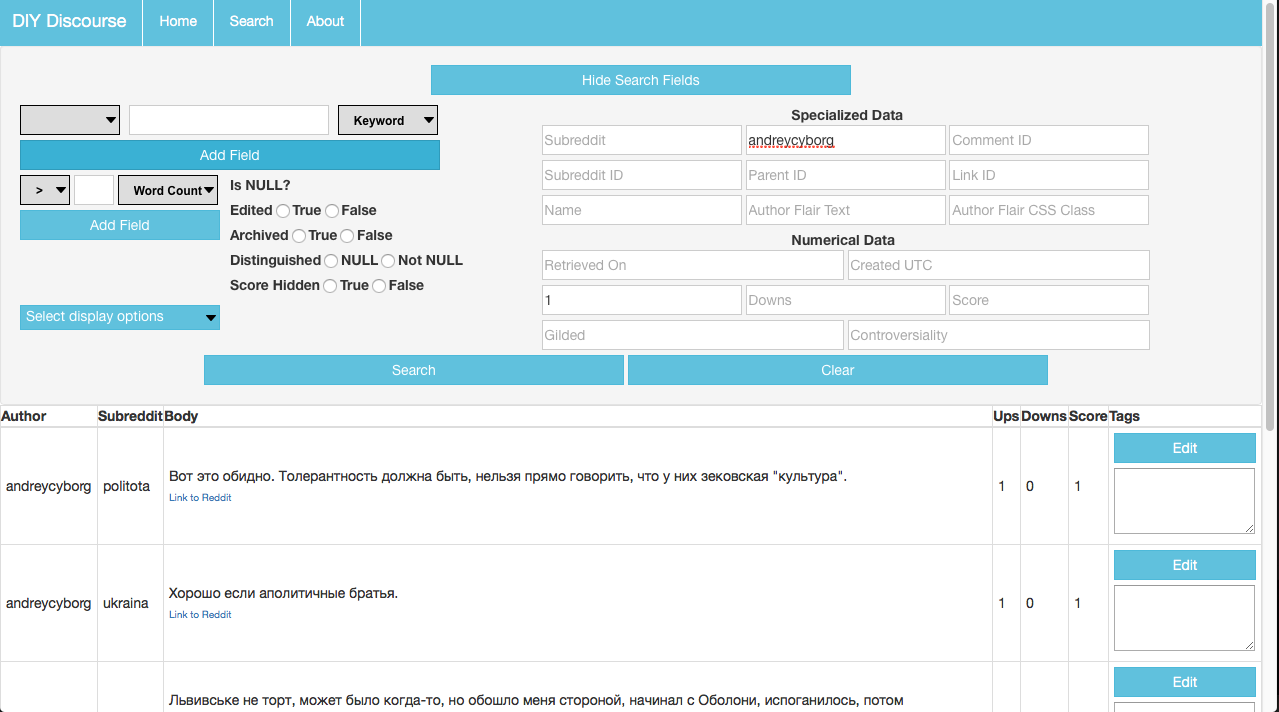 DIY Discourse Home Search About
Hide Search Fields
Keyword
Add Field
> Word Count
Add Field
Is NULL?
Edited True False
Archived True False
Distinguished NULL Not NULL
Score Hidden True False
Select display options
Specialized Data
Subreddit andreycyborg Comment ID
Subreddit ID Parent ID Link ID
Name Author Flair Text Author Flair CSS Class
Numerical Data
Retrieved On Created UTC
1 Downs Score
Gilded Controversiality
Search Clear
Author Subreddit Body Ups Downs Score Tags
andreycyborg politota Вот это обидно. Толерантность должна быть, нельзя прямо говорить, что у них зековская "культура". 1 0 1 Edit
Link to Reddit
andreycyborg ukraina Хорошо если аполитичные братья. 1 0 1 Edit
Link to Reddit
Edit
Львивське не торт, может было когда-то, но обошло меня стороной, начинал с Оболони, испоганилось, потом